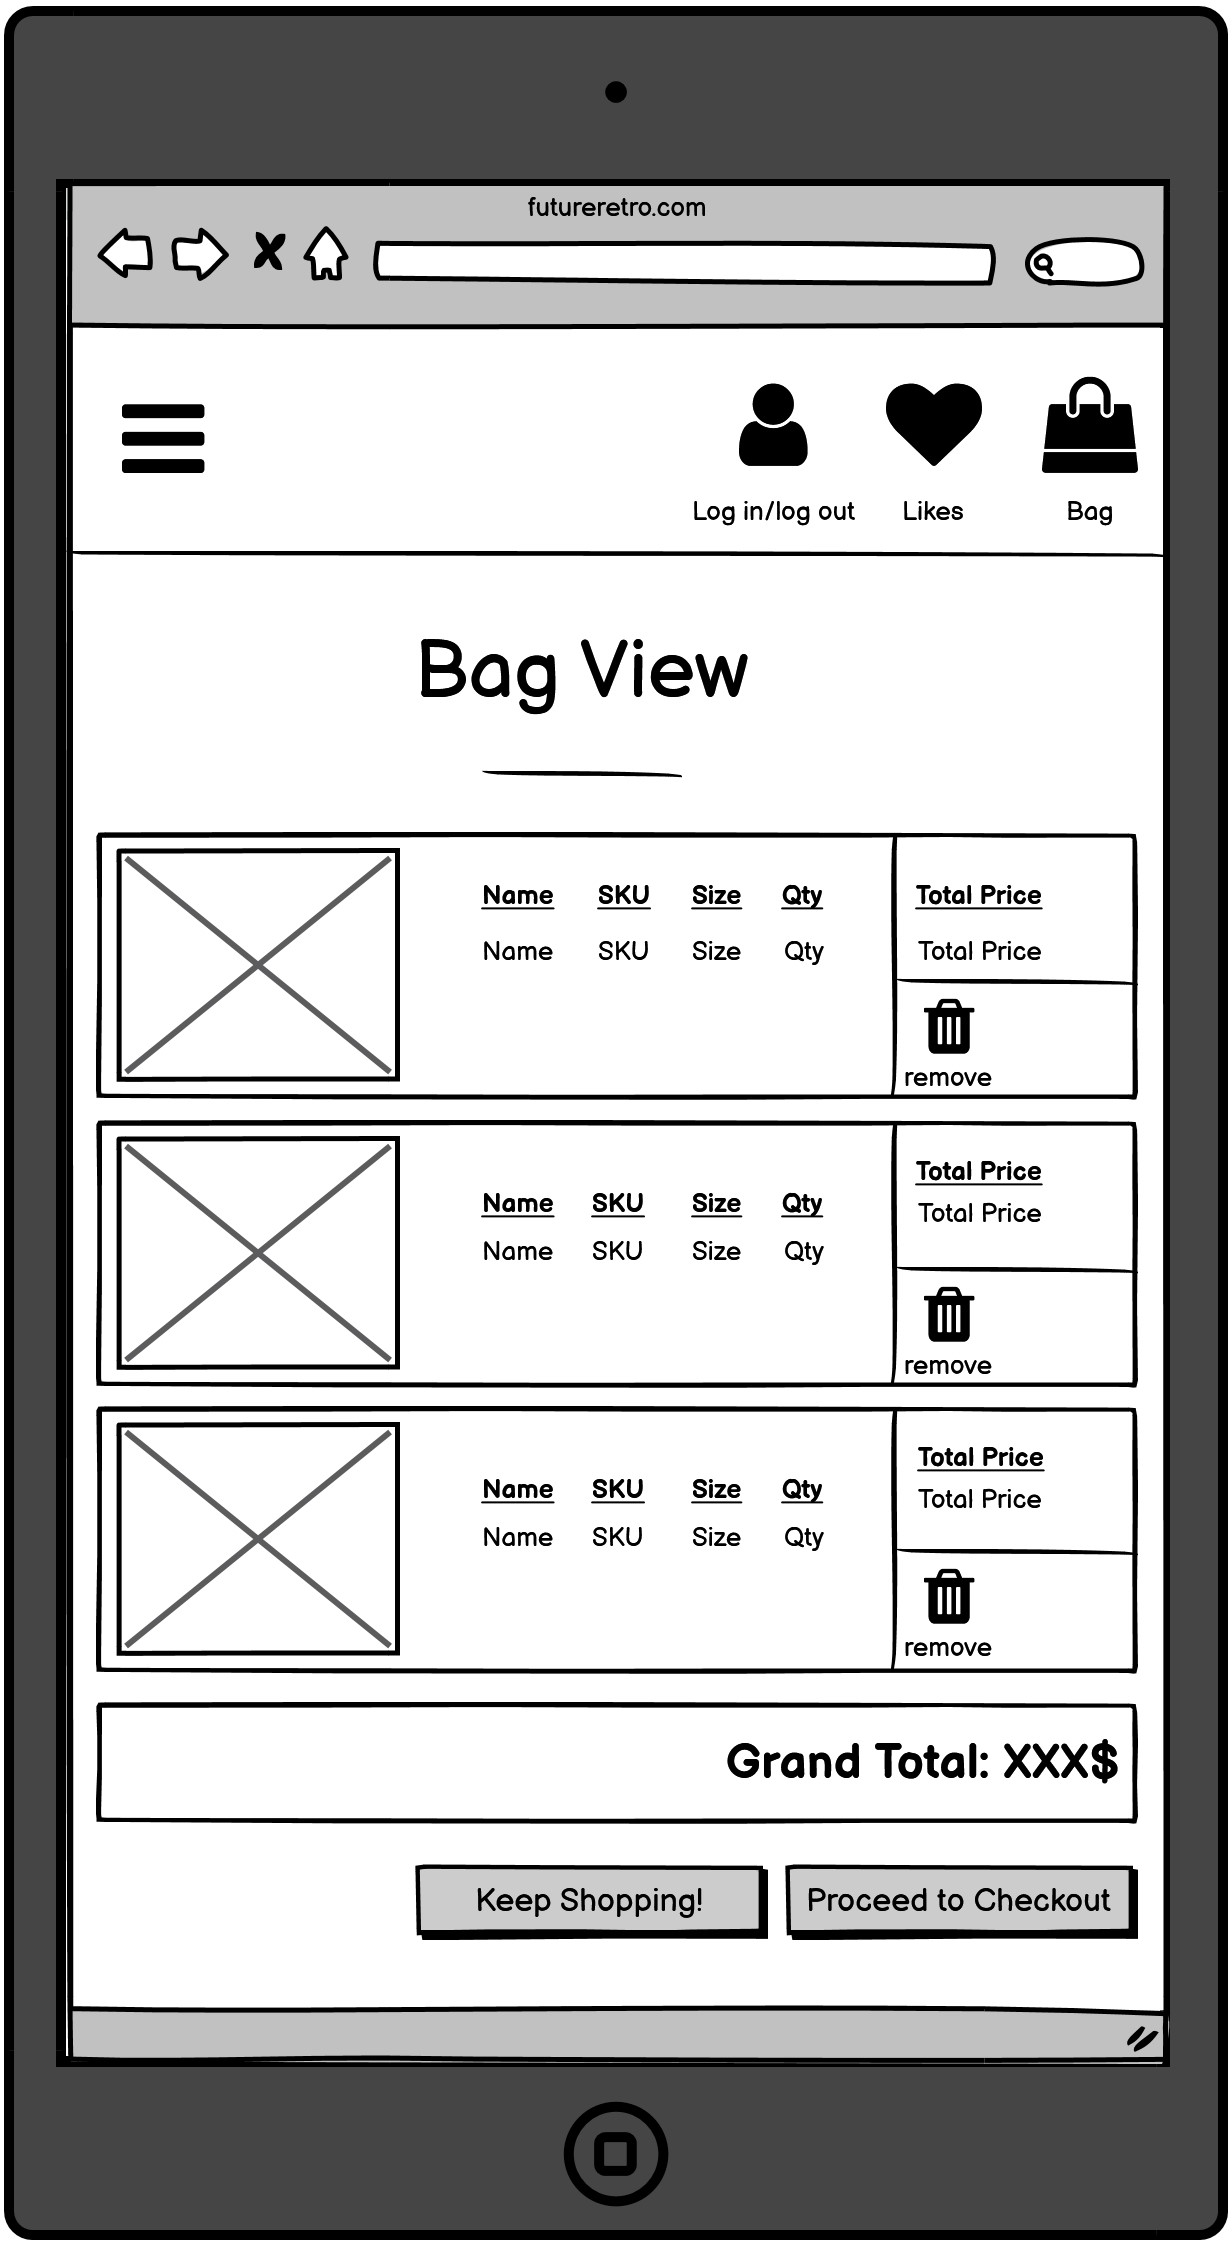 futureretro.com
Log in/log out Likes Bag
Bag View
Name SKU Size Qty Total Price
Name SKU Size Qty Total Price
remove
Total Price
Name SKU Size Qty
Total Price
Name SKU Size Qty
remove
Total Price
Name SKU Size Qty
Total Price
Name SKU Size Qty
remove
Grand Total: XXX$
Keep Shopping! Proceed to Checkout